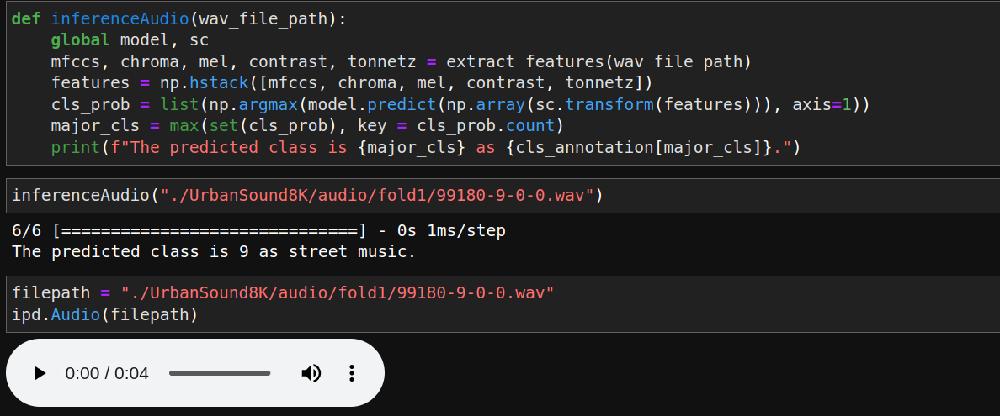 def inferenceAudio(wav_file_path):
    global model, sc
    mfccs, chroma, mel, contrast, tonnetz = extract_features(wav_file_path)
    features = np.hstack([mfccs, chroma, mel, contrast, tonnetz])
    cls_prob = list(np.argmax(model.predict(np.array(sc.transform(features))), axis=1))
    major_cls = max(set(cls_prob), key = cls_prob.count)
    print(f"The predicted class is {major_cls} as {cls_annotation[major_cls]}.")
inferenceAudio("./UrbanSound8K/audio/fold1/99180-9-0-0.wav")
6/6 [==============================] - 0s 1ms/step
The predicted class is 9 as street_music.
filepath = "./UrbanSound8K/audio/fold1/99180-9-0-0.wav"
ipd.Audio(filepath)
0:00 / 0:04